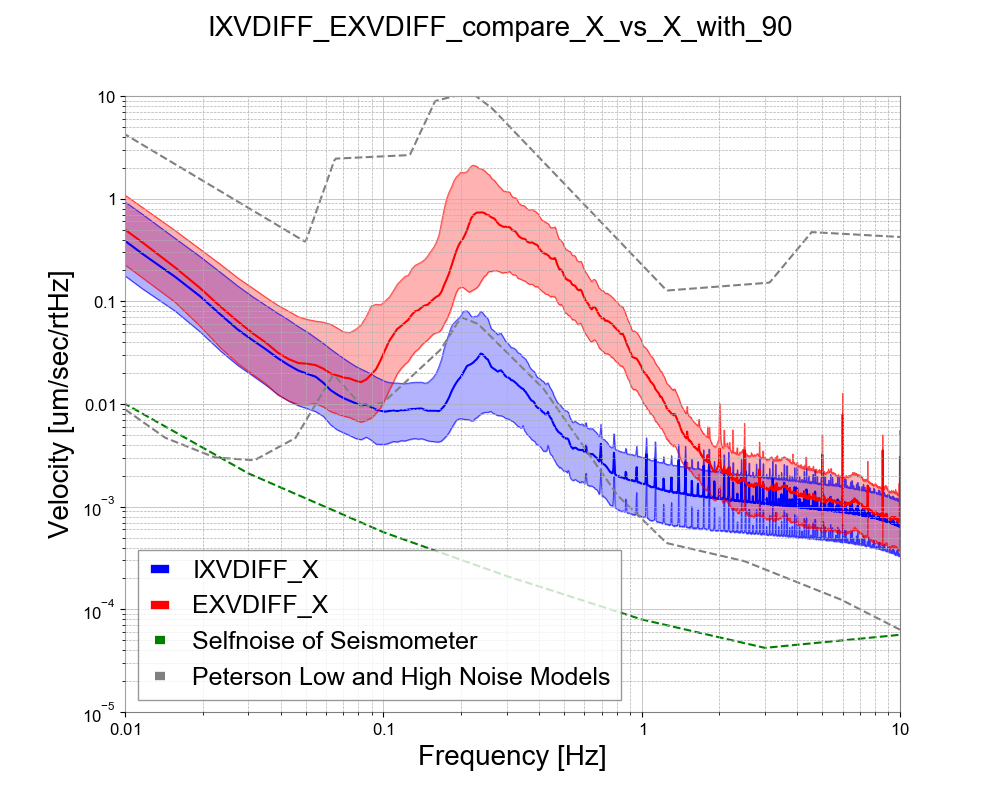 IXVDIFF_EXVDIFF_compare_X_vs_X_with_90
10
1
0.1
0.01
10⁻³
10⁻⁴
10⁻⁵
Velocity [um/sec/rtHz]
IXVDIFF_X
EXVDIFF_X
Selfnoise of Seismometer
Peterson Low and High Noise Models
0.01 0.1 1 10
Frequency [Hz]